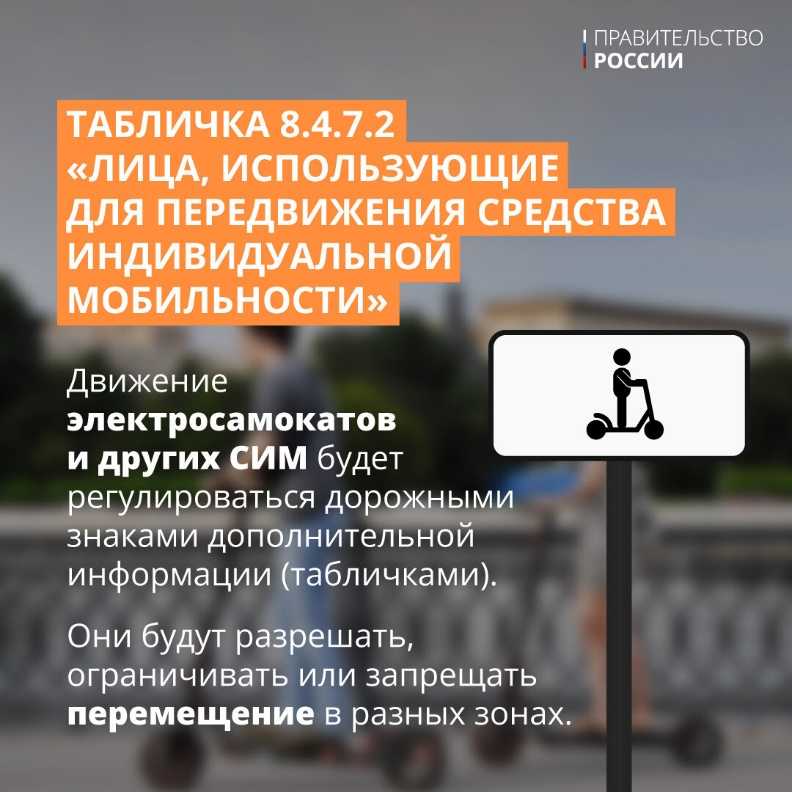 ПРАВИТЕЛЬСТВО
РОССИИ
ТАБЛИЧКА 8.4.7.2
«ЛИЦА, ИСПОЛЬЗУЮЩИЕ
ДЛЯ ПЕРЕДВИЖЕНИЯ СРЕДСТВА
ИНДИВИДУАЛЬНОЙ
МОБИЛЬНОСТИ»
Движение
электросамокатов
и других СИМ будет
регулироваться дорожными
знаками дополнительной
информации (табличками).
Они будут разрешать,
ограничивать или запрещать
перемещение в разных зонах.